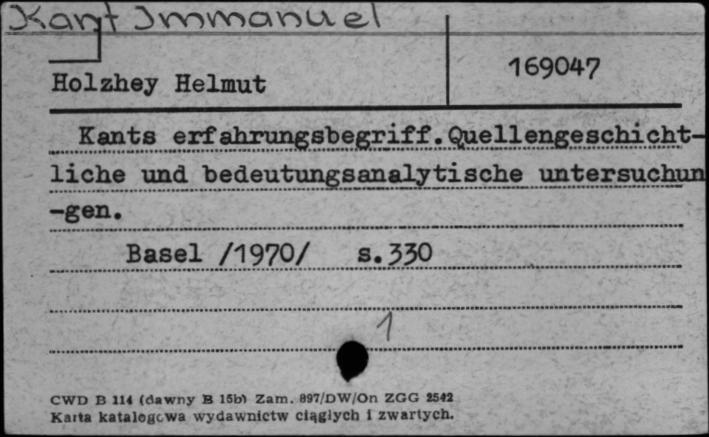 Kant Immanuel
Holzhey Helmut
169047
Kants erfahrungsbegriff.Quellengeschicht-
liche und bedeutungsanalytische untersuchun
-gen.
Basel /1970/ s.330
1
CWD B 114 (dawny B 15b) Zam. 897/DW/On ZGG 2542
Karta katalogowa wydawnictw ciągłych i zwartych.